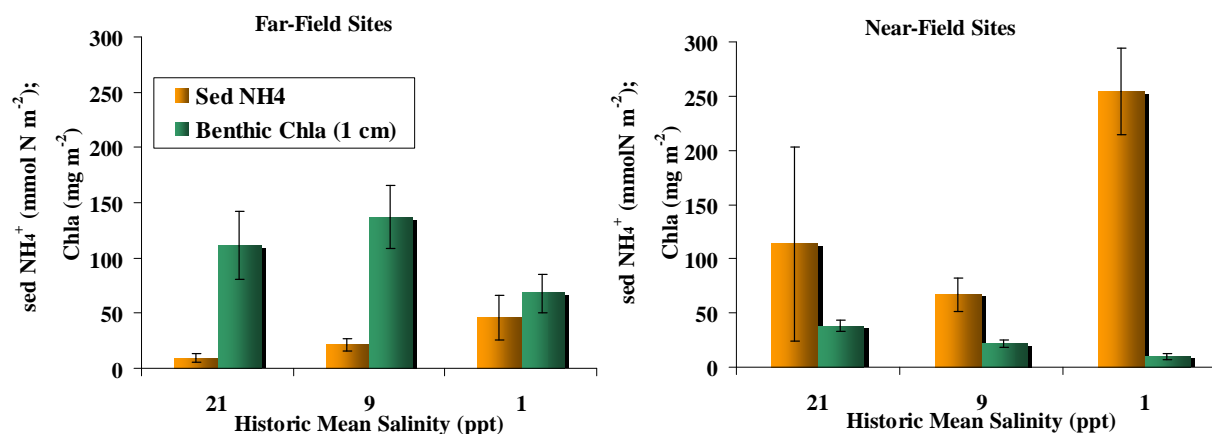 Far-Field Sites
sed NH₄⁺ (mmol N m⁻²);
Chla (mg m⁻²)
300
250
200
150
100
50
0
Sed NH4
Benthic Chla (1 cm)
21 9 1
Historic Mean Salinity (ppt)
Near-Field Sites
sed NH₄⁺ (mmolN m⁻²);
Chla (mg m⁻²)
300
250
200
150
100
50
0
21 9 1
Historic Mean Salinity (ppt)